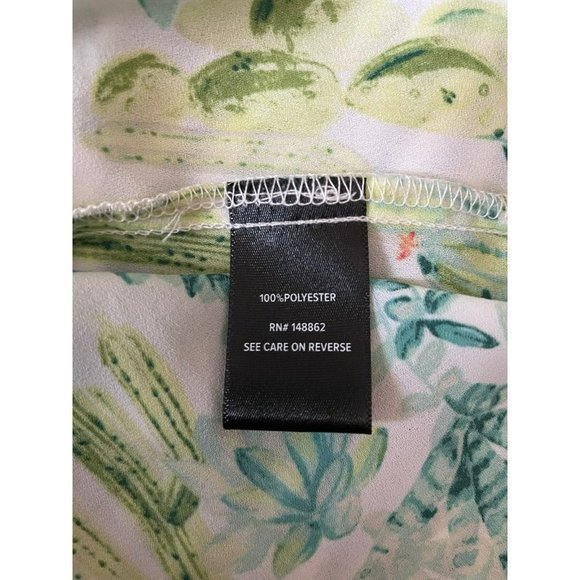 100%POLYESTER
RN# 148862
SEE CARE ON REVERSE